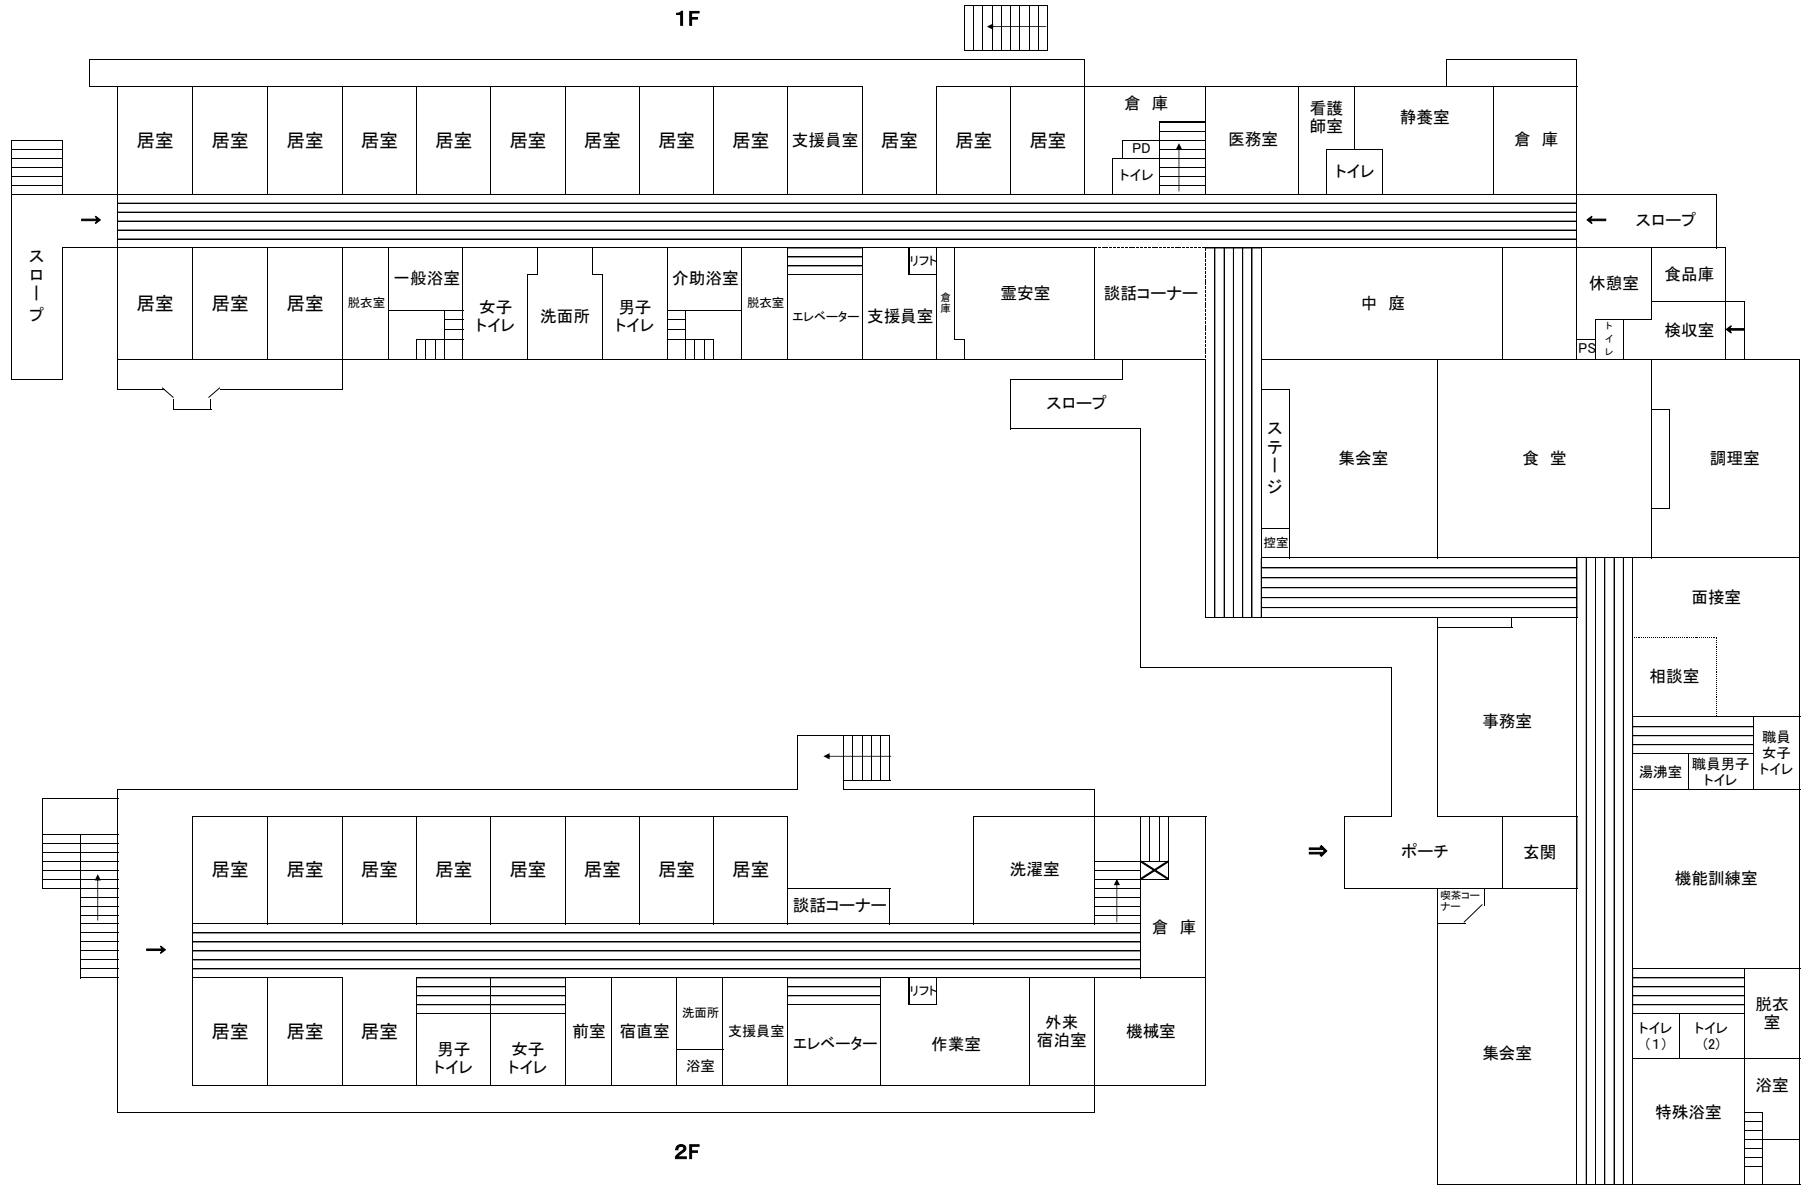 1F
居室
居室
居室
居室
居室
居室
居室
居室
居室
支援員室
居室
居室
居室
倉 庫
PD
トイレ
医務室
看護
師室
トイレ
静養室
倉 庫
→
← スロープ
スロープ
居室
居室
居室
脱衣室
一般浴室
女子
トイレ
洗面所
男子
トイレ
介助浴室
脱衣室
エレベーター
支援員室
リフト
倉庫
霊安室
談話コーナー
中 庭
休憩室
食品庫
PS
トイレ
検収室
←
スロープ
ステージ
控室
集会室
食 堂
調理室
面接室
相談室
事務室
湯沸室
職員男子
トイレ
職員
女子
トイレ
⇒
ポーチ
玄関
喫茶コー
ナー
機能訓練室
集会室
トイレ
(1)
トイレ
(2)
脱衣
室
特殊浴室
浴室
居室
居室
居室
居室
居室
居室
居室
居室
談話コーナー
洗濯室
倉 庫
→
居室
居室
居室
男子
トイレ
女子
トイレ
前室
宿直室
洗面所
浴室
支援員室
エレベーター
リフト
作業室
外来
宿泊室
機械室
2F